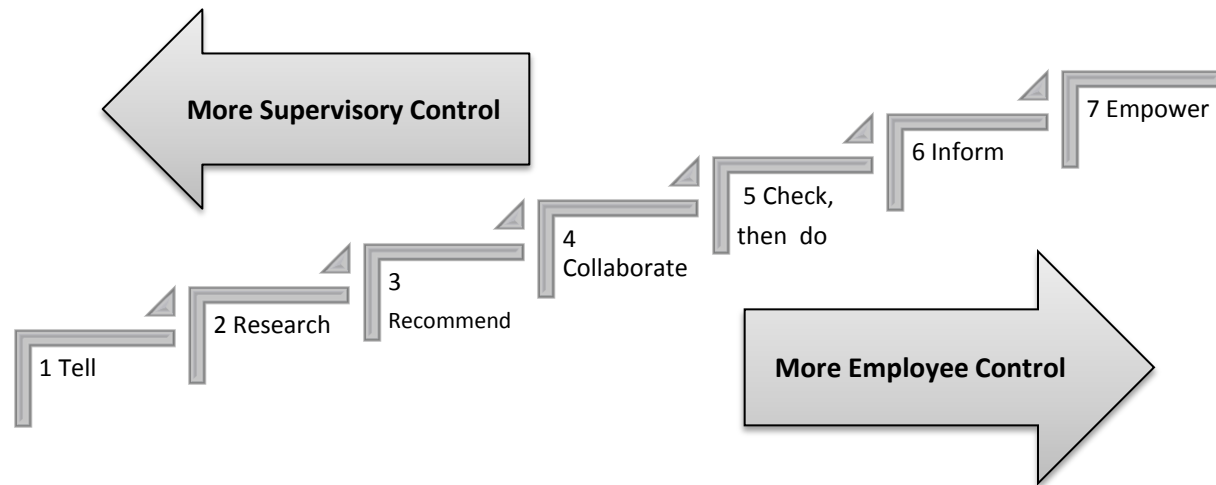 More Supervisory Control
1 Tell
2 Research
3
Recommend
4
Collaborate
5 Check,
then do
6 Inform
7 Empower
More Employee Control